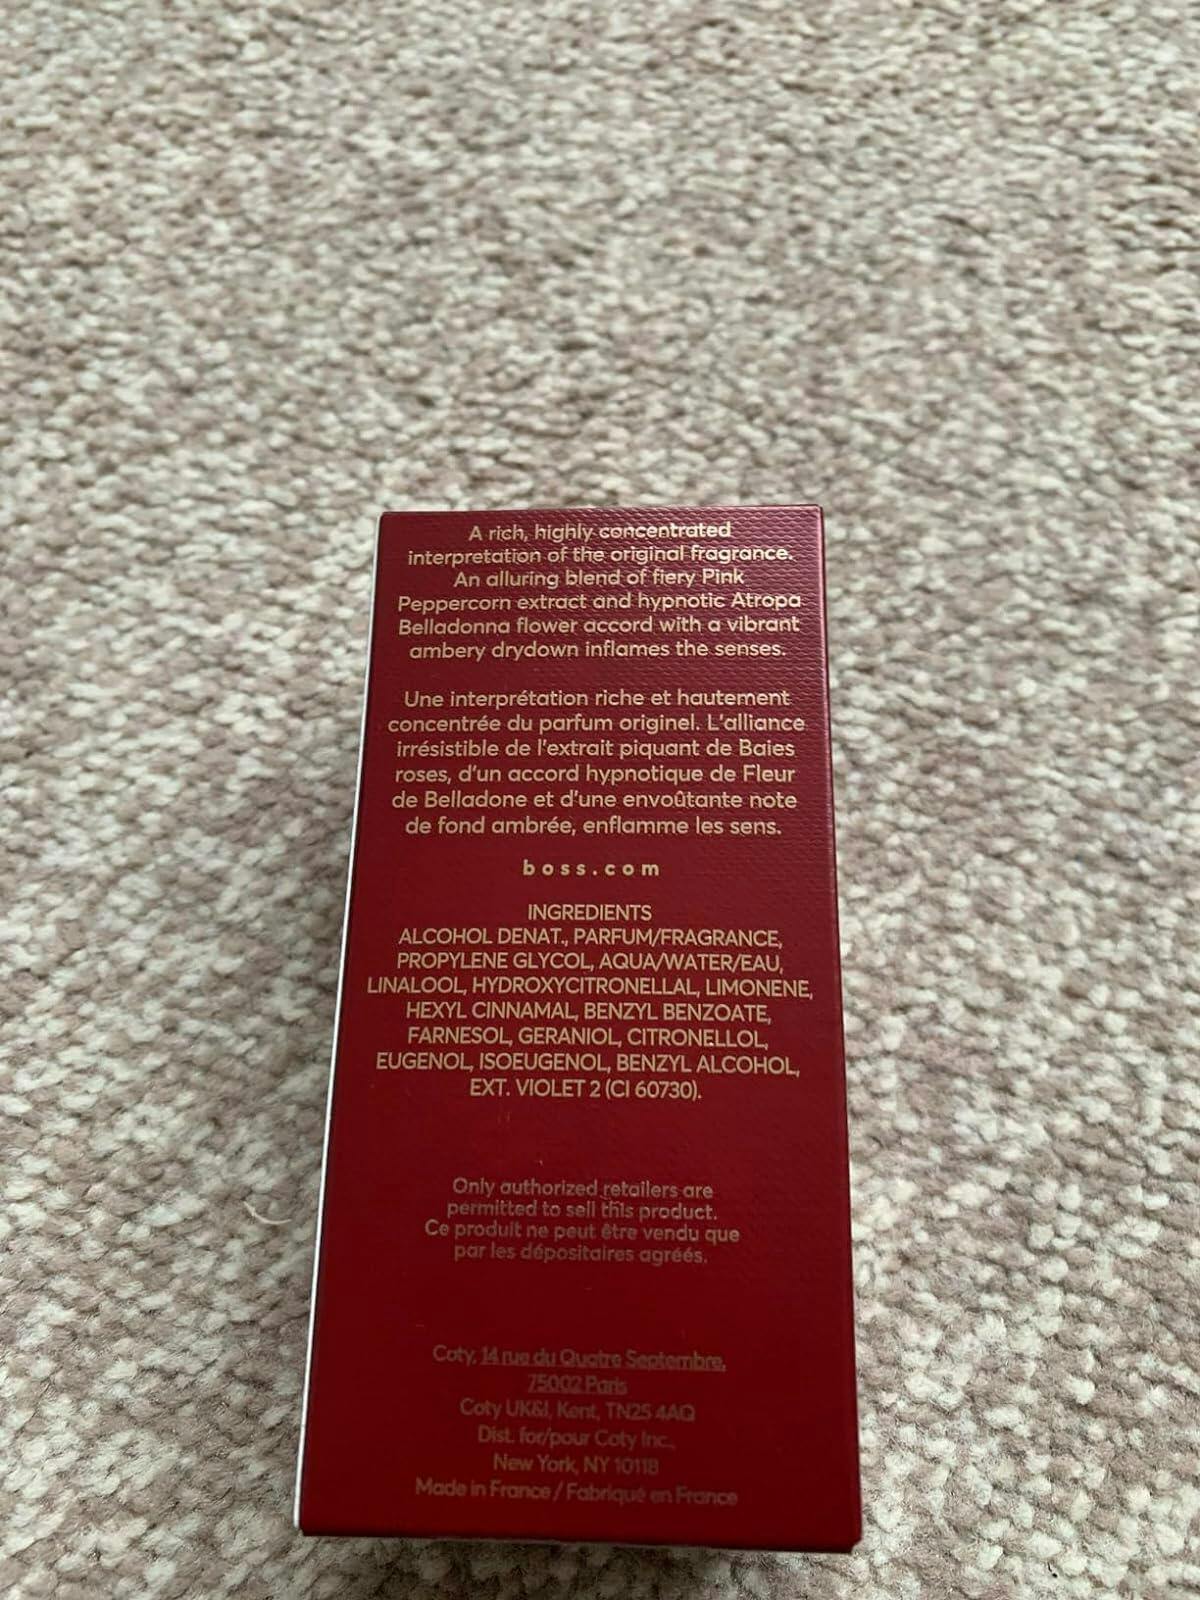 A rich, highly concentrated
interpretation of the original fragrance.
An alluring blend of fiery Pink
Peppercorn extract and hypnotic Atropa
Belladonna flower accord with a vibrant
ambery drydown inflames the senses.
Une interprétation riche et hautement
concentrée du parfum originel. L'alliance
irrésistible de l'extrait piquant de Baies
roses, d'un accord hypnotique de Fleur
de Belladone et d'une envoûtante note
de fond ambrée, enflamme les sens.
boss.com
INGREDIENTS
ALCOHOL DENAT., PARFUM/FRAGRANCE,
PROPYLENE GLYCOL, AQUA/WATER/EAU,
LINALOOL, HYDROXYCITRONELLAL, LIMONENE,
HEXYL CINNAMAL, BENZYL BENZOATE,
FARNESOL, GERANIOL, CITRONELLOL,
EUGENOL, ISOEUGENOL, BENZYL ALCOHOL,
EXT. VIOLET 2 (CI 60730).
Only authorized retailers are
permitted to sell this product.
Ce produit ne peut être vendu que
par les dépositaires agréés.
Coty, 14 rue du Quatre Septembre,
75002 Paris
Coty UK&I, Kent, TN25 4AQ
Dist. for/pour Coty Inc.,
New York, NY 10118
Made in France / Fabriqué en France